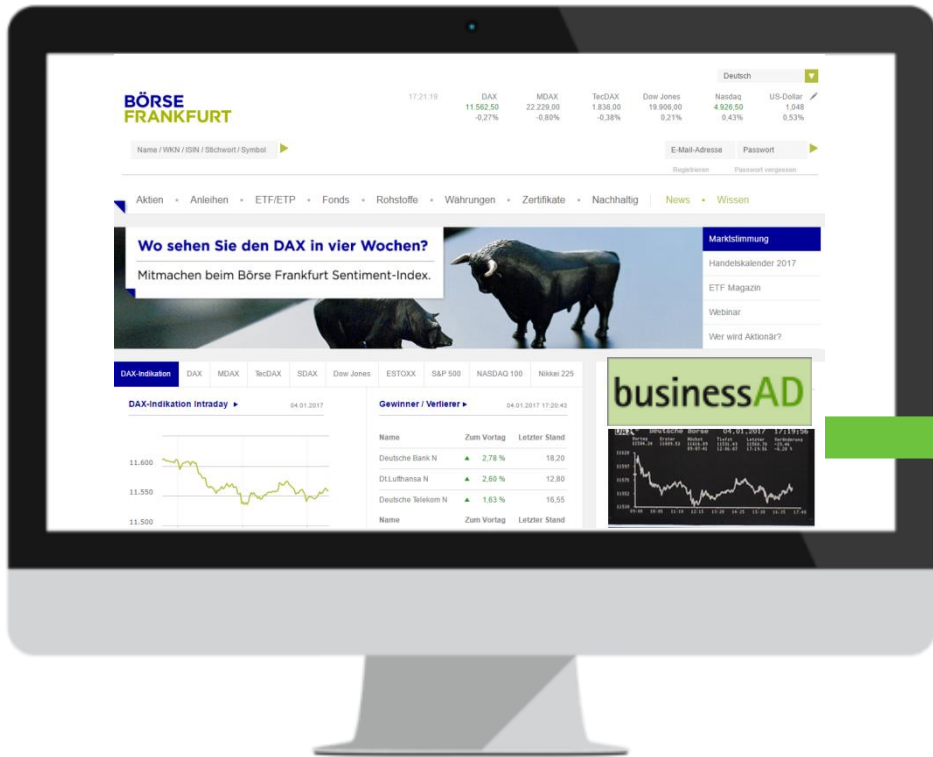 Deutsch
BÖRSE
FRANKFURT
17:21:19
DAX MDAX TecDAX Dow Jones Nasdaq US-Dollar
11.562,50 22.229,00 1.836,00 19.906,00 4.926,50 1,048
-0,27% -0,80% -0,38% 0,21% 0,43% 0,53%
Name / WKN / ISIN / Stichwort / Symbol
E-Mail-Adresse Passwort
Registrieren Passwort vergessen
Aktien Anleihen ETF/ETP Fonds Rohstoffe Währungen Zertifikate Nachhaltig News Wissen
Wo sehen Sie den DAX in vier Wochen?
Mitmachen beim Börse Frankfurt Sentiment-Index.
Marktstimmung
Handelskalender 2017
ETF Magazin
Webinar
Wer wird Aktionär?
DAX-Indikation DAX MDAX TecDAX SDAX Dow Jones ESTOXX S&P 500 NASDAQ 100 Nikkei 225
DAX-Indikation Intraday 04.01.2017
11.600
11.550
11.500
Gewinner / Verlierer 04.01.2017 17:20:43
Name Zum Vortag Letzter Stand
Deutsche Bank N 2,78 % 18,20
Dt.Lufthansa N 2,60 % 12,80
Deutsche Telekom N 1,63 % 16,55
Name Zum Vortag Letzter Stand
businessAD
DAX Deutsche Börse 04.01.2017 17:19:56
Vortag Erster Höchst Tiefst Letzter Veränderung